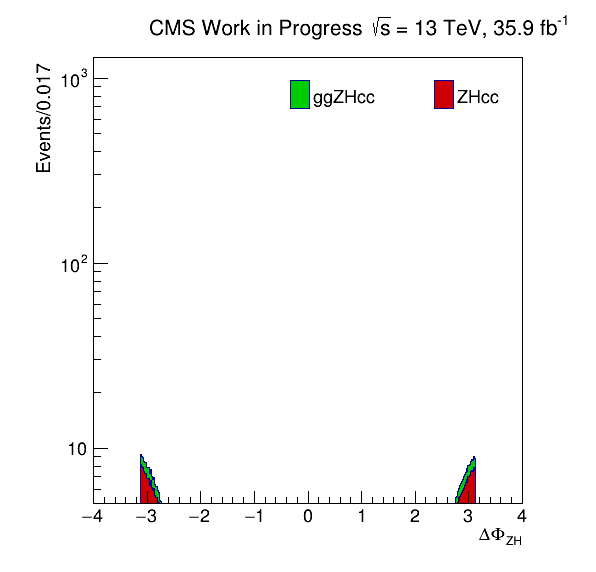 CMS Work in Progress √s = 13 TeV, 35.9 fb⁻¹
Events/0.017
ggZHcc ZHcc
10³
10²
10
−4 −3 −2 −1 0 1 2 3 4
ΔΦ_ZH